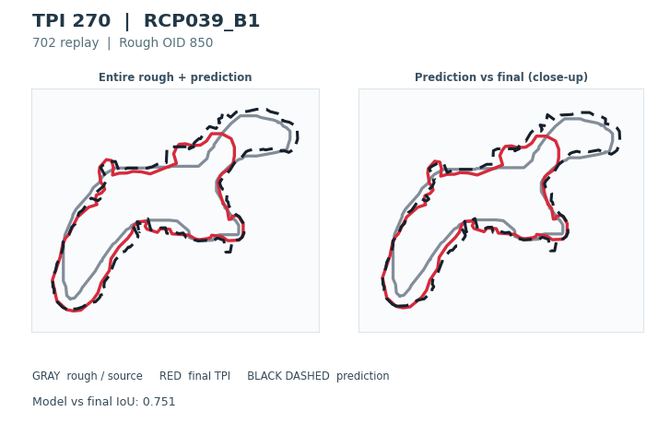 TPI 270 | RCP039_B1
702 replay | Rough OID 850
Entire rough + prediction
Prediction vs final (close-up)
GRAY rough / source RED final TPI BLACK DASHED prediction
Model vs final IoU: 0.751